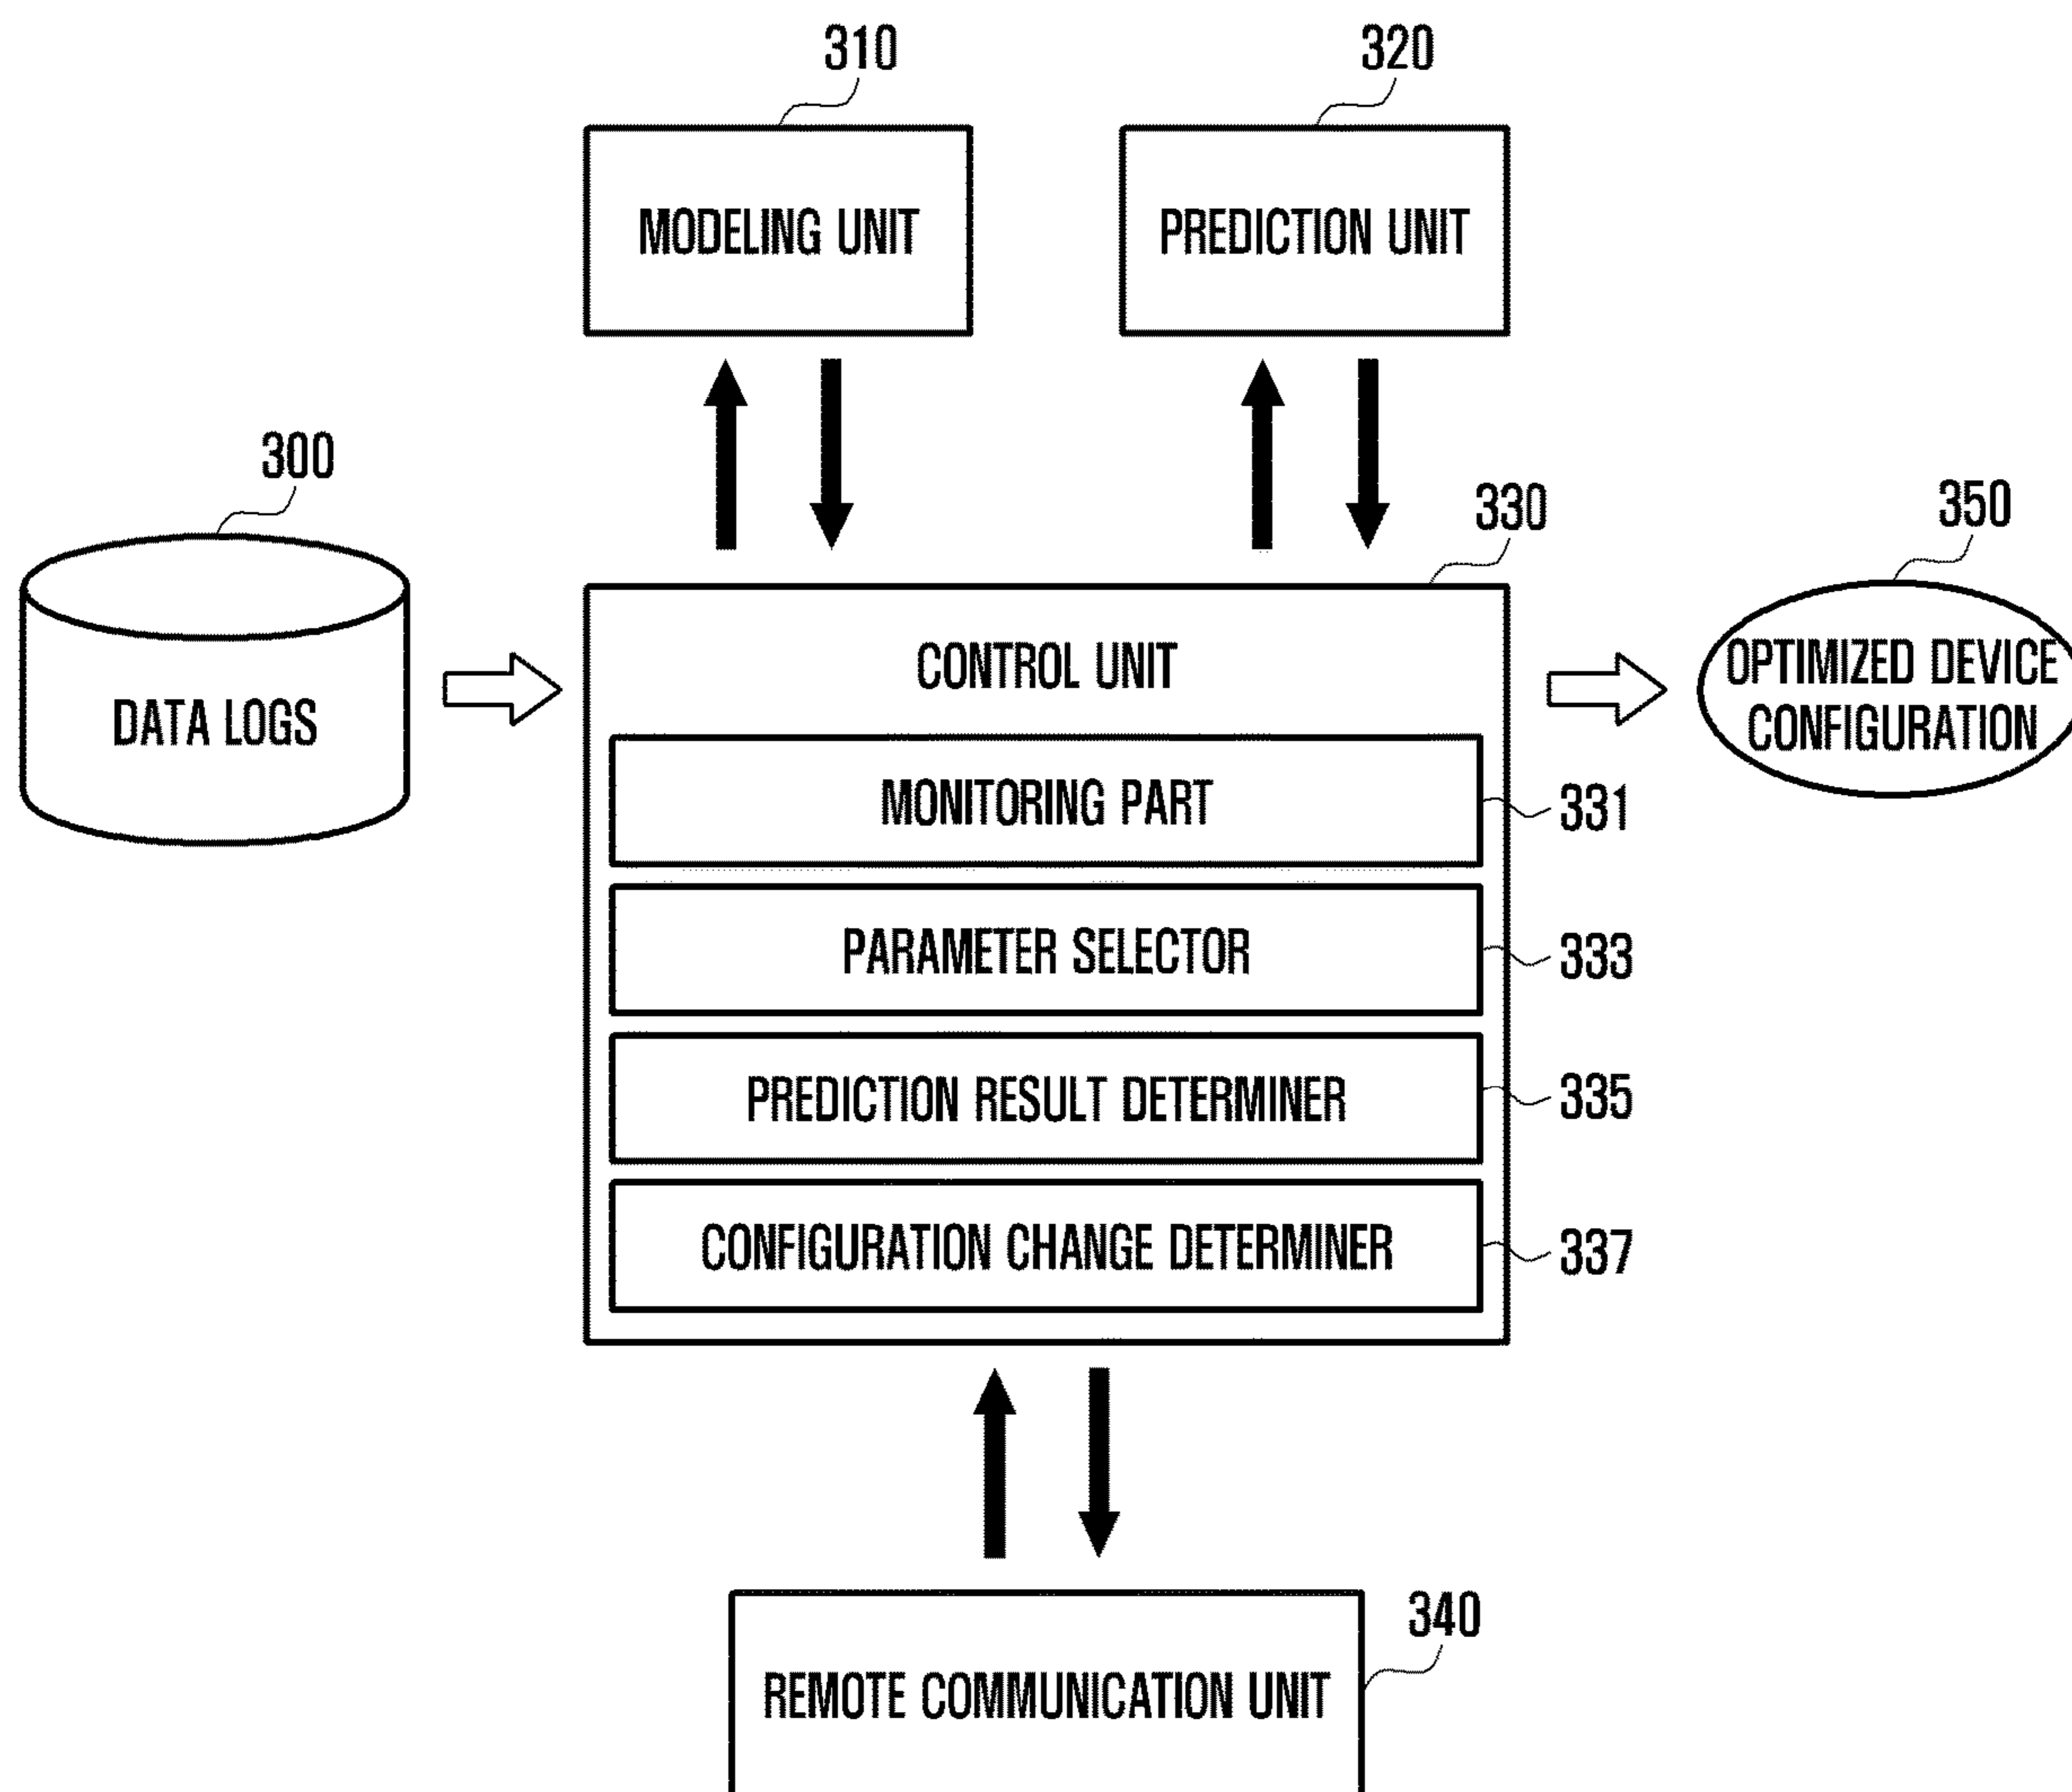 310
320
MODELING UNIT
PREDICTION UNIT
300
330
350
DATA LOGS
CONTROL UNIT
OPTIMIZED DEVICE
CONFIGURATION
MONITORING PART
331
PARAMETER SELECTOR
333
PREDICTION RESULT DETERMINER
335
CONFIGURATION CHANGE DETERMINER
337
340
REMOTE COMMUNICATION UNIT